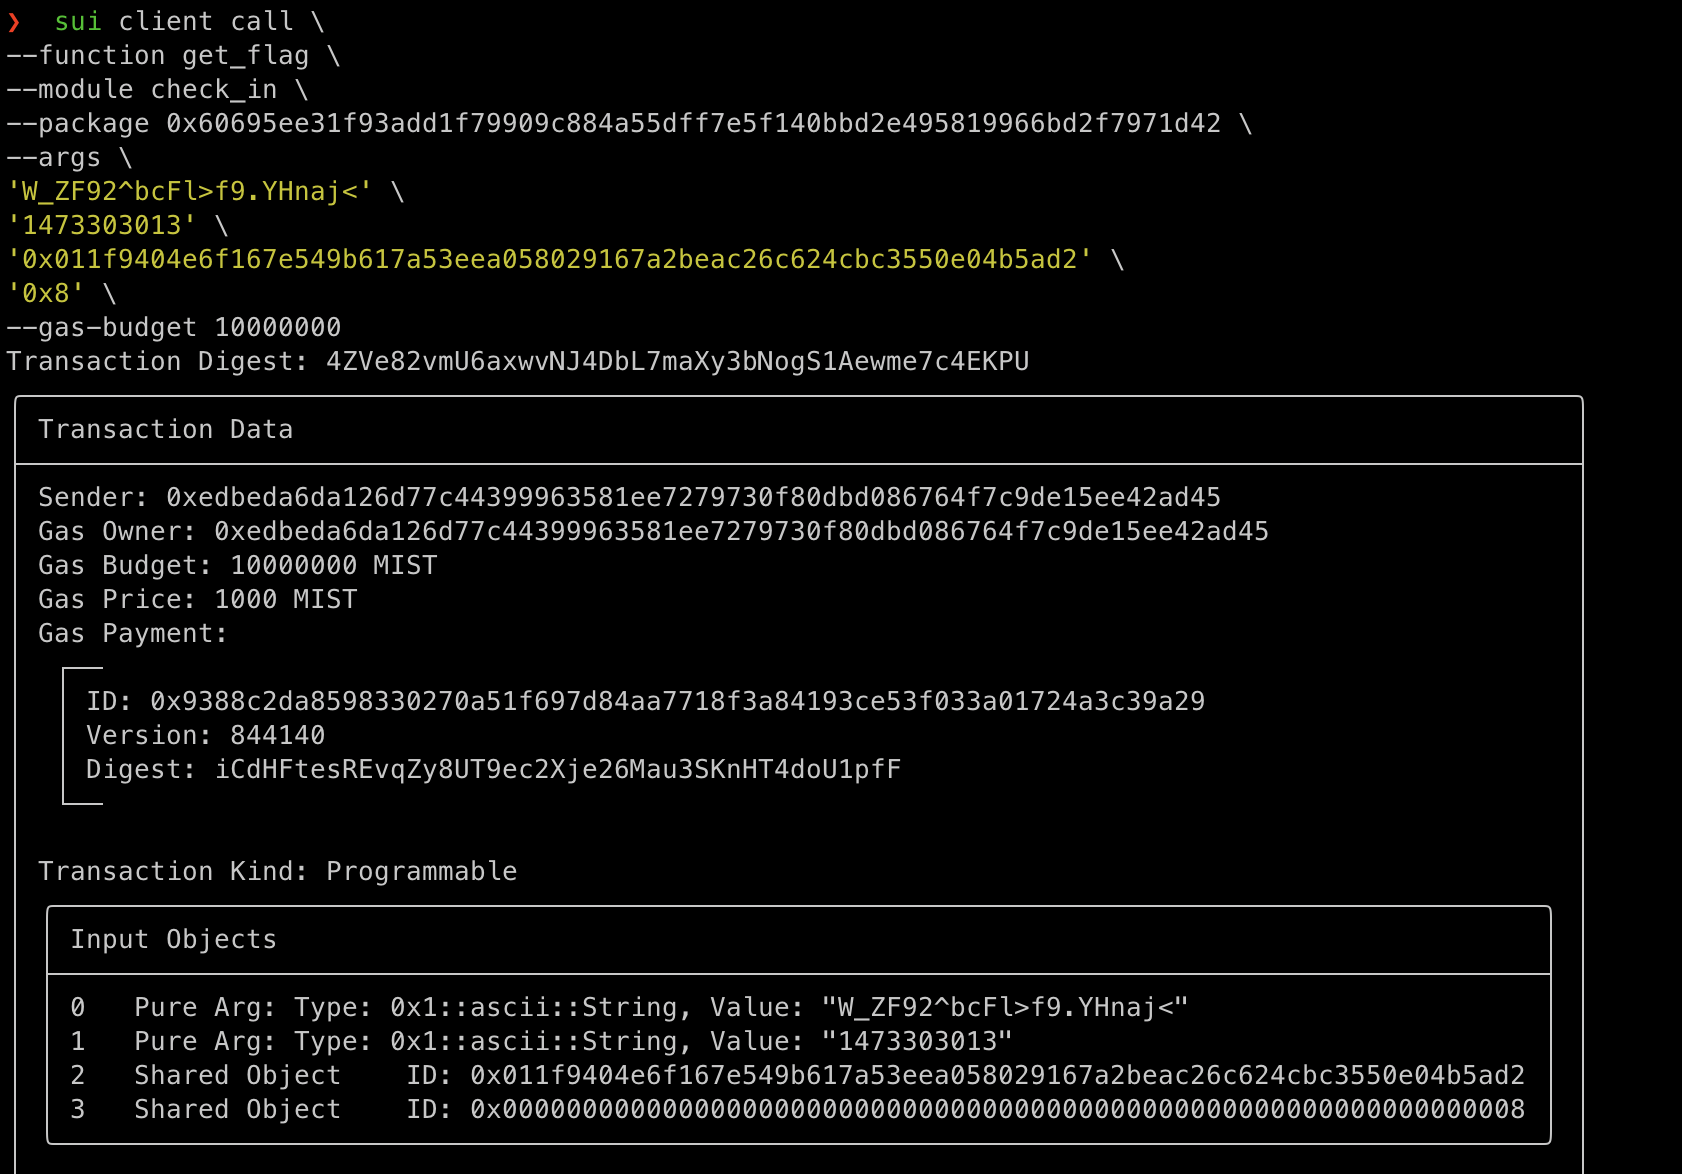 ❯ sui client call \
--function get_flag \
--module check_in \
--package 0x60695ee31f93add1f79909c884a55dff7e5f140bbd2e495819966bd2f7971d42 \
--args \
'W_ZF92^bcFl>f9.YHnaj<' \
'1473303013' \
'0x011f9404e6f167e549b617a53eea058029167a2beac26c624cbc3550e04b5ad2' \
'0x8' \
--gas-budget 10000000
Transaction Digest: 4ZVe82vmU6axwvNJ4DbL7maXy3bNogS1Aewme7c4EKPU
Transaction Data
Sender: 0xedbeda6da126d77c44399963581ee7279730f80dbd086764f7c9de15ee42ad45
Gas Owner: 0xedbeda6da126d77c44399963581ee7279730f80dbd086764f7c9de15ee42ad45
Gas Budget: 10000000 MIST
Gas Price: 1000 MIST
Gas Payment:
ID: 0x9388c2da8598330270a51f697d84aa7718f3a84193ce53f033a01724a3c39a29
Version: 844140
Digest: iCdHFtesREvqZy8UT9ec2Xje26Mau3SKnHT4doU1pfF
Transaction Kind: Programmable
Input Objects
0 Pure Arg: Type: 0x1::ascii::String, Value: "W_ZF92^bcFl>f9.YHnaj<"
1 Pure Arg: Type: 0x1::ascii::String, Value: "1473303013"
2 Shared Object ID: 0x011f9404e6f167e549b617a53eea058029167a2beac26c624cbc3550e04b5ad2
3 Shared Object ID: 0x0000000000000000000000000000000000000000000000000000000000000008